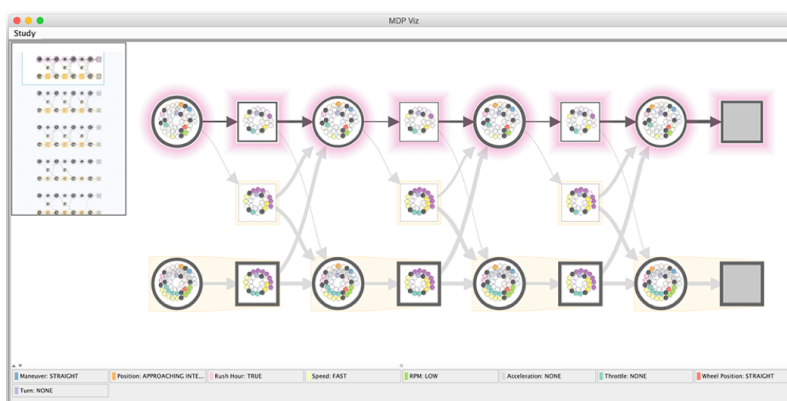 MDP Viz
Study
Maneuver: STRAIGHT
Position: APPROACHING INTE...
Rush Hour: TRUE
Speed: FAST
RPM: LOW
Acceleration: NONE
Throttle: NONE
Wheel Position: STRAIGHT
Turn: NONE